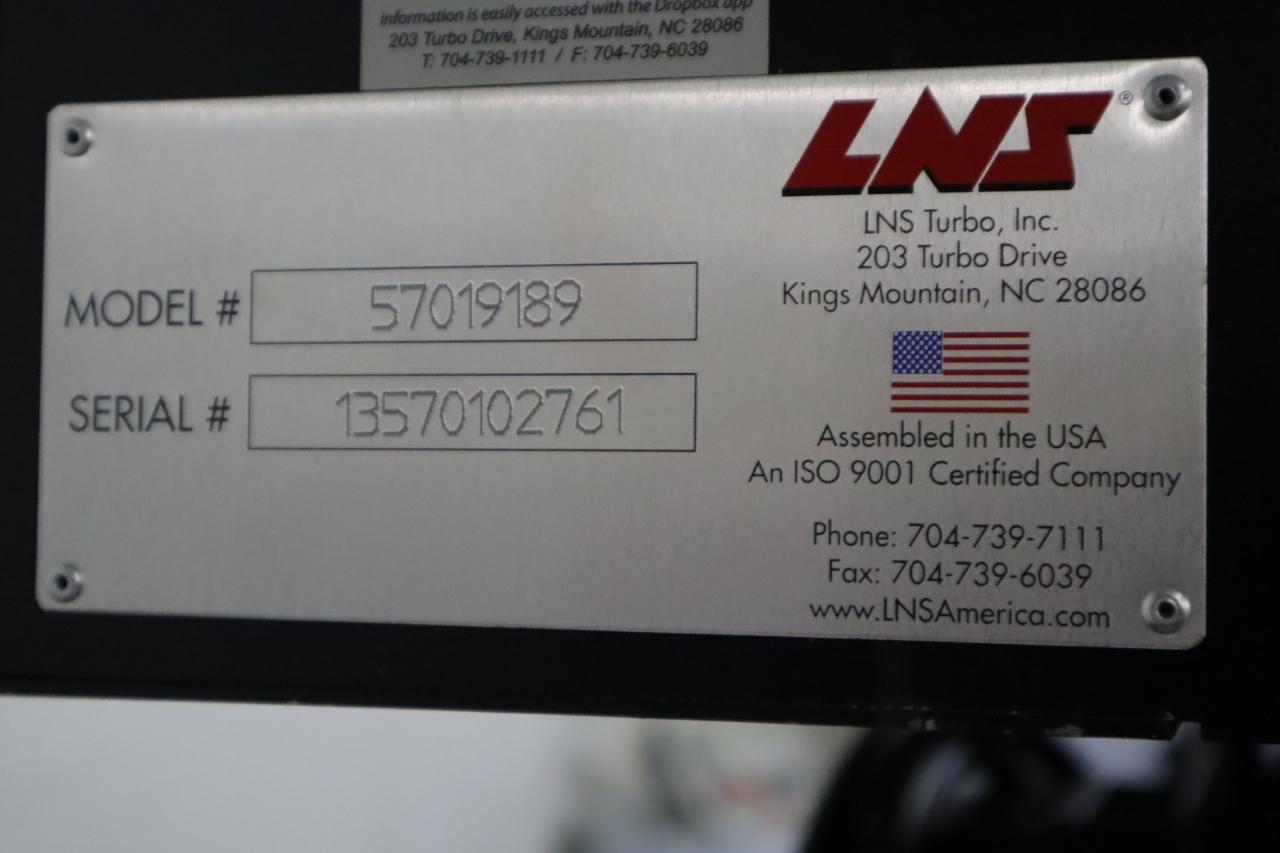 Information is easily accessed with the Dropbox app
203 Turbo Drive, Kings Mountain, NC 28086
T: 704-739-1111 / F: 704-739-6039
LNS®
LNS Turbo, Inc.
203 Turbo Drive
Kings Mountain, NC 28086
MODEL # 57019189
SERIAL # 13570102761
Assembled in the USA
An ISO 9001 Certified Company
Phone: 704-739-7111
Fax: 704-739-6039
www.LNSAmerica.com